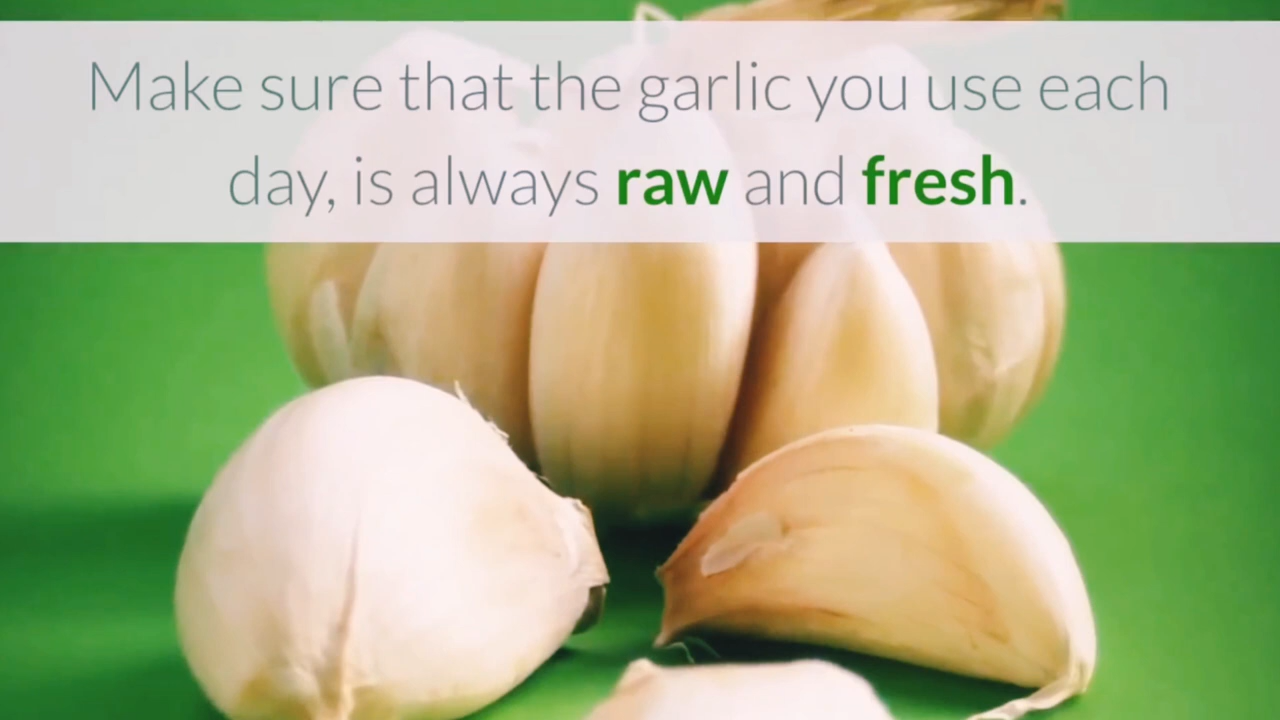 Make sure that the garlic you use each
day, is always raw and fresh.